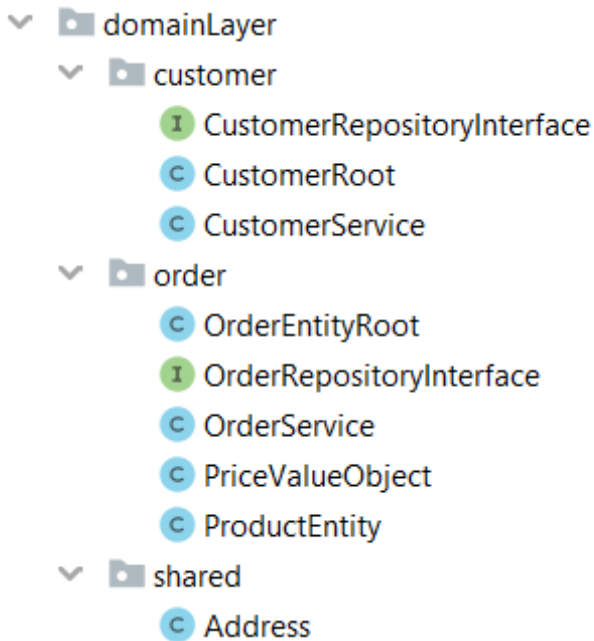 domainLayer
customer
I CustomerRepositoryInterface
C CustomerRoot
C CustomerService
order
C OrderEntityRoot
I OrderRepositoryInterface
C OrderService
C PriceValueObject
C ProductEntity
shared
C Address